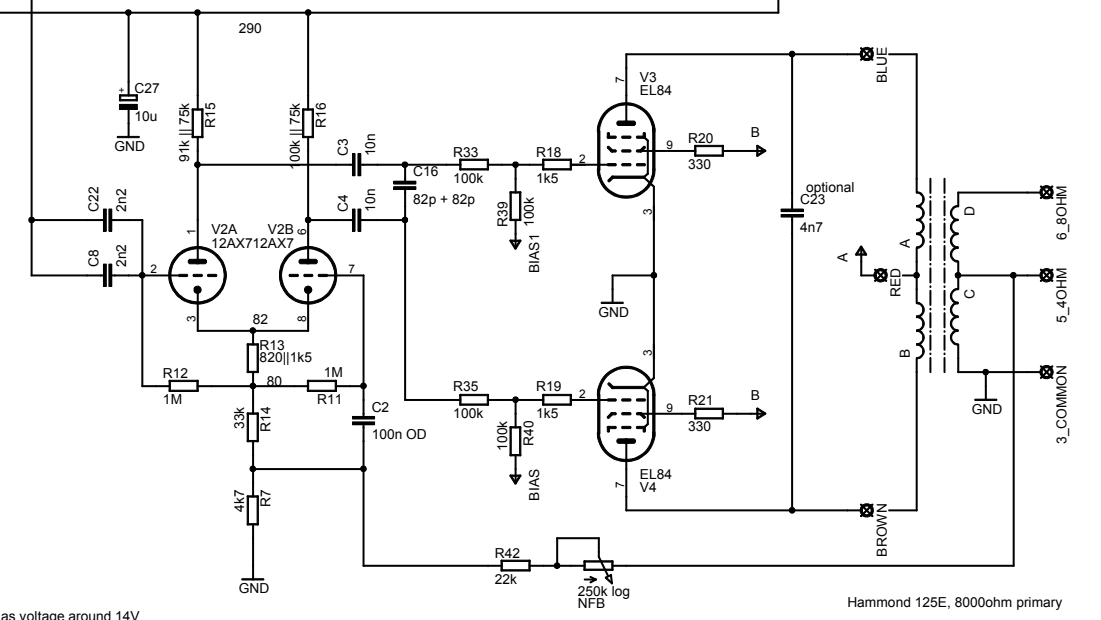 290
C27
10u
GND
91k || 75k
R15
100k || 75k
R16
C3
10n
C16
82p + 82p
C4
10n
R33
100k
R18
1k5
2
R39
100k
BIAS1
7
V3
EL84
9
R20
330
B
3
GND
optional
C23
4n7
BLUE
A
RED
A
B
D
C
6_8OHM
5_4OHM
3_COMMON
GND
C22
2n2
C8
2n2
2
1
V2A
12AX7
V2B
12AX7
6
7
3
8
82
R13
820||1k5
80
R12
1M
1M
R11
33k
R14
C2
100n OD
4k7
R7
GND
R35
100k
R19
1k5
2
100k
R40
BIAS
3
9
R21
330
B
EL84
V4
7
BROWN
R42
22k
250k log
NFB
Hammond 125E, 8000ohm primary
as voltage around 14V